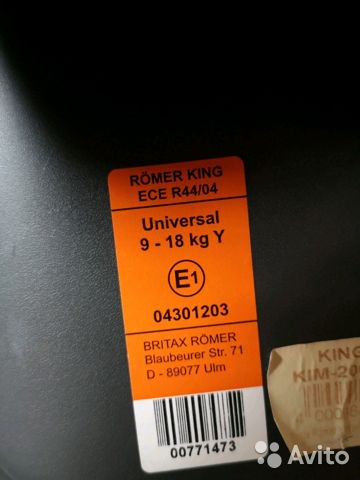 RÖMER KING
ECE R44/04
Universal
9 - 18 kg Y
E1
04301203
BRITAX RÖMER
Blaubeurer Str. 71
D - 89077 Ulm
00771473
KING
Avito